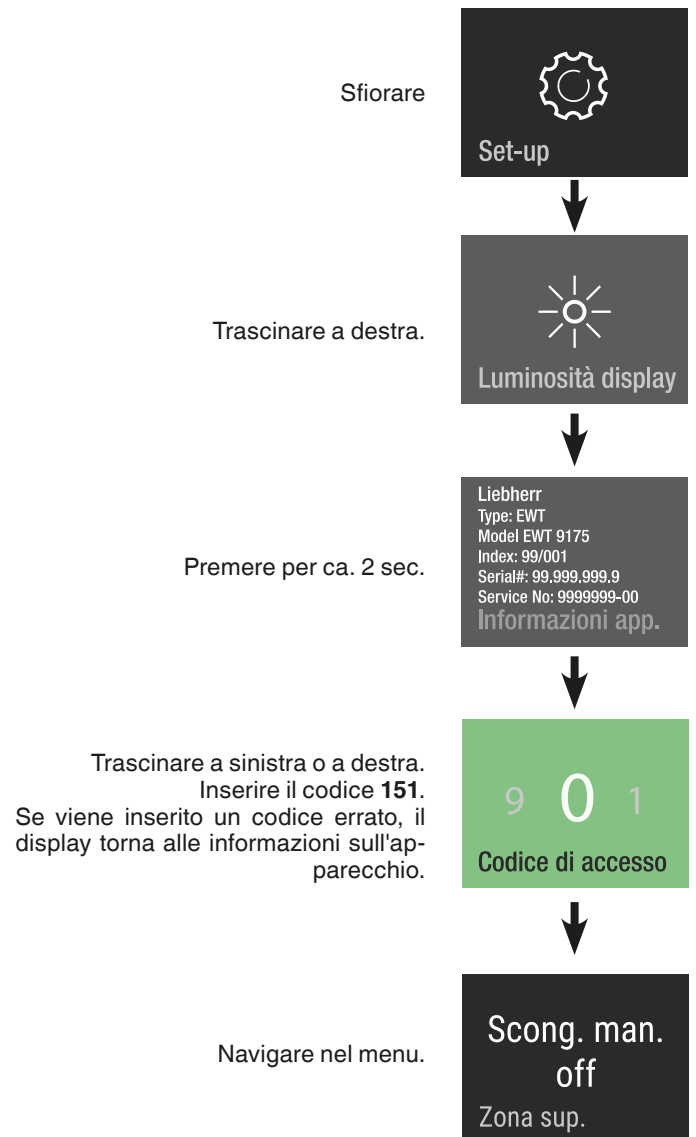 Sfiorare
Set-up
Trascinare a destra.
Luminosità display
Premere per ca. 2 sec.
Liebherr
Type: EWT
Model EWT 9175
Index: 99/001
Serial#: 99.999.999.9
Service No: 9999999-00
Informazioni app.
Trascinare a sinistra o a destra.
Inserire il codice 151.
Se viene inserito un codice errato, il
display torna alle informazioni sull'ap-
parecchio.
9 0 1
Codice di accesso
Navigare nel menu.
Scong. man.
off
Zona sup.